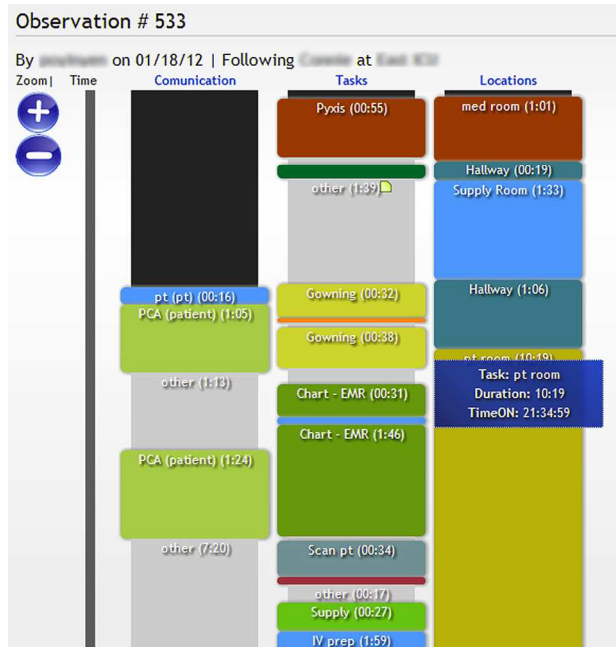 Observation # 533
By on 01/18/12 | Following at
Zoom| Time Comunication Tasks Locations
Pyxis (00:55)
med room (1:01)
Hallway (00:19)
other (1:39)
Supply Room (1:33)
pt (pt) (00:16)
Gowning (00:32)
Hallway (1:06)
PCA (patient) (1:05)
Gowning (00:38)
pt room (10:19)
Task: pt room
Duration: 10:19
TimeON: 21:34:59
other (1:13)
Chart - EMR (00:31)
Chart - EMR (1:46)
PCA (patient) (1:24)
other (7:20)
Scan pt (00:34)
other (00:17)
Supply (00:27)
IV prep (1:59)